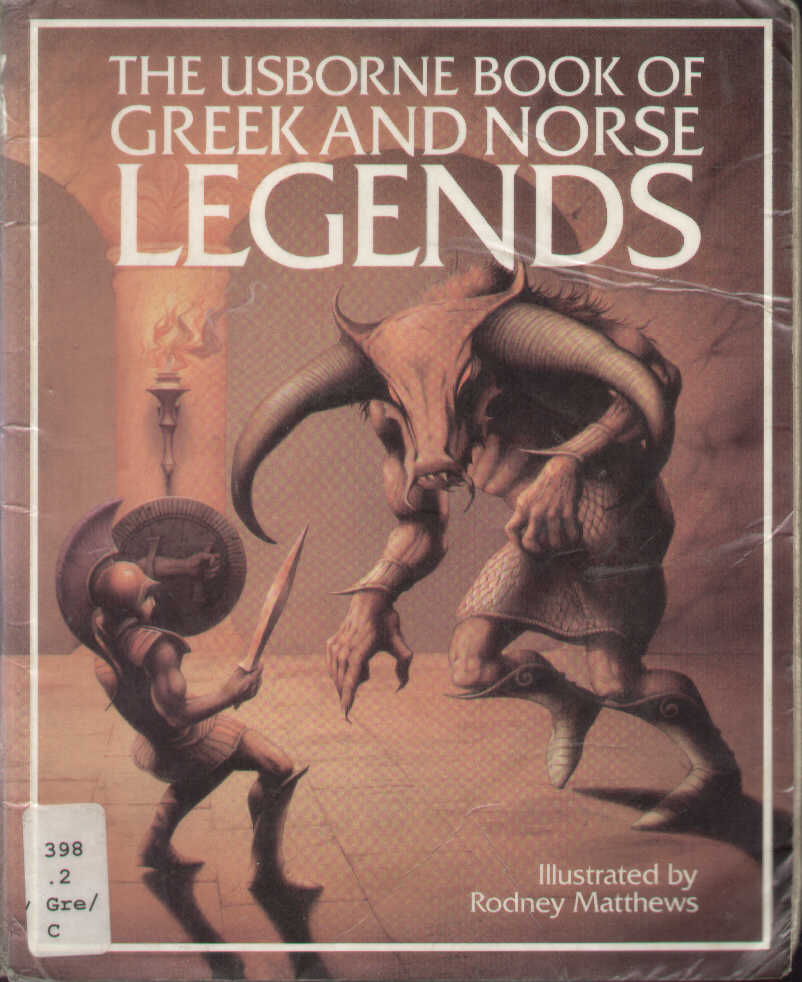 THE USBORNE BOOK OF
GREEK AND NORSE
LEGENDS
398
.2
Gre/
C
Illustrated by
Rodney Matthews